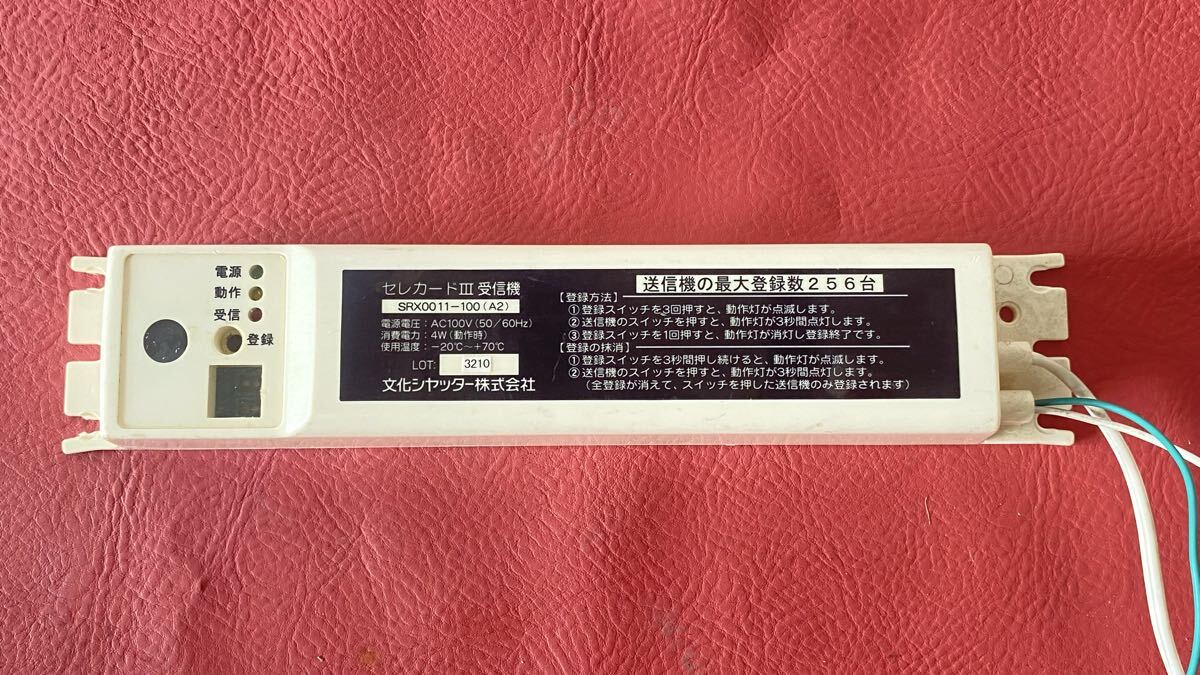 電源
動作
受信
登録
セレカードⅢ 受信機
SRX0011-100(A2)
電源電圧：AC100V(50／60Hz)
消費電力：4W(動作時)
使用温度：−20℃〜＋70℃
LOT: 3210
文化シヤッター株式会社
送信機の最大登録数256台
【登録方法】
①登録スイッチを3回押すと、動作灯が点滅します。
②送信機のスイッチを押すと、動作灯が3秒間点灯します。
③登録スイッチを1回押すと、動作灯が消灯し登録終了です。
【登録の抹消】
①登録スイッチを3秒間押し続けると、動作灯が点滅します。
②送信機のスイッチを押すと、動作灯が3秒間点灯します。
（全登録が消えて、スイッチを押した送信機のみ登録されます）